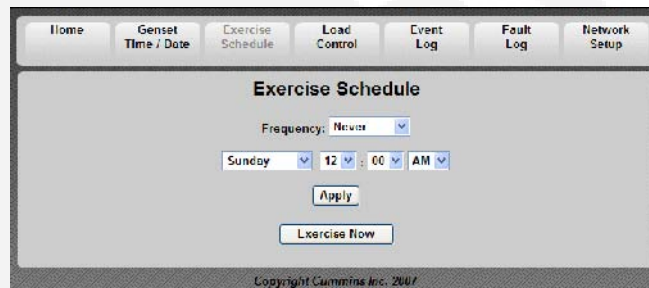 Home Genset Exercise Load Event Fault Network
Time / Date Schedule Control Log Log Setup
Exercise Schedule
Frequency: Never
Sunday 12 : 00 AM
Apply
Exercise Now
Copyright Cummins Inc. 2007